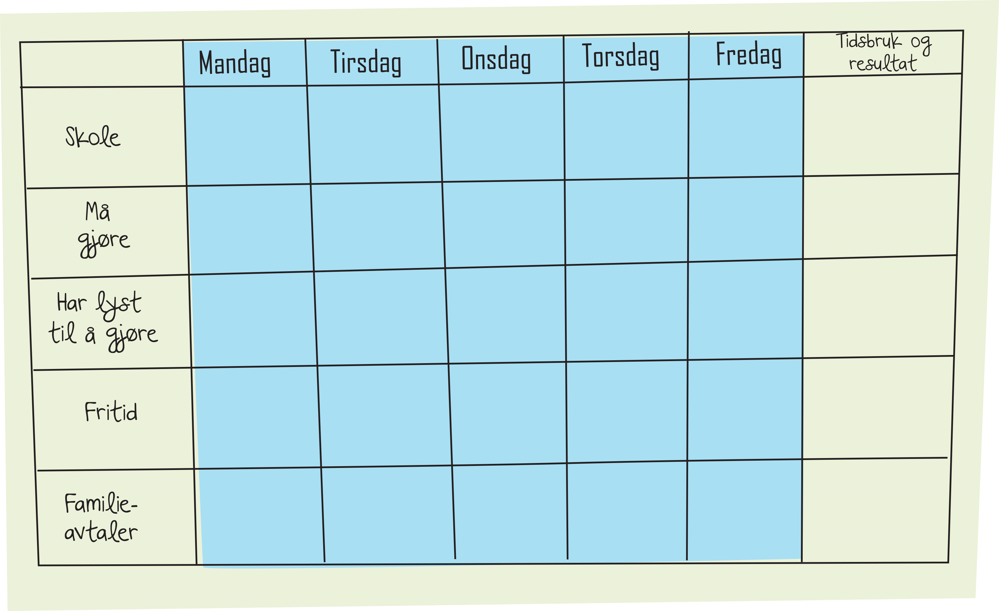 Mandag Tirsdag Onsdag Torsdag Fredag Tidsbruk og
resultat
Skole
Må
gjøre
Har lyst
til å gjøre
Fritid
Familie-
avtaler